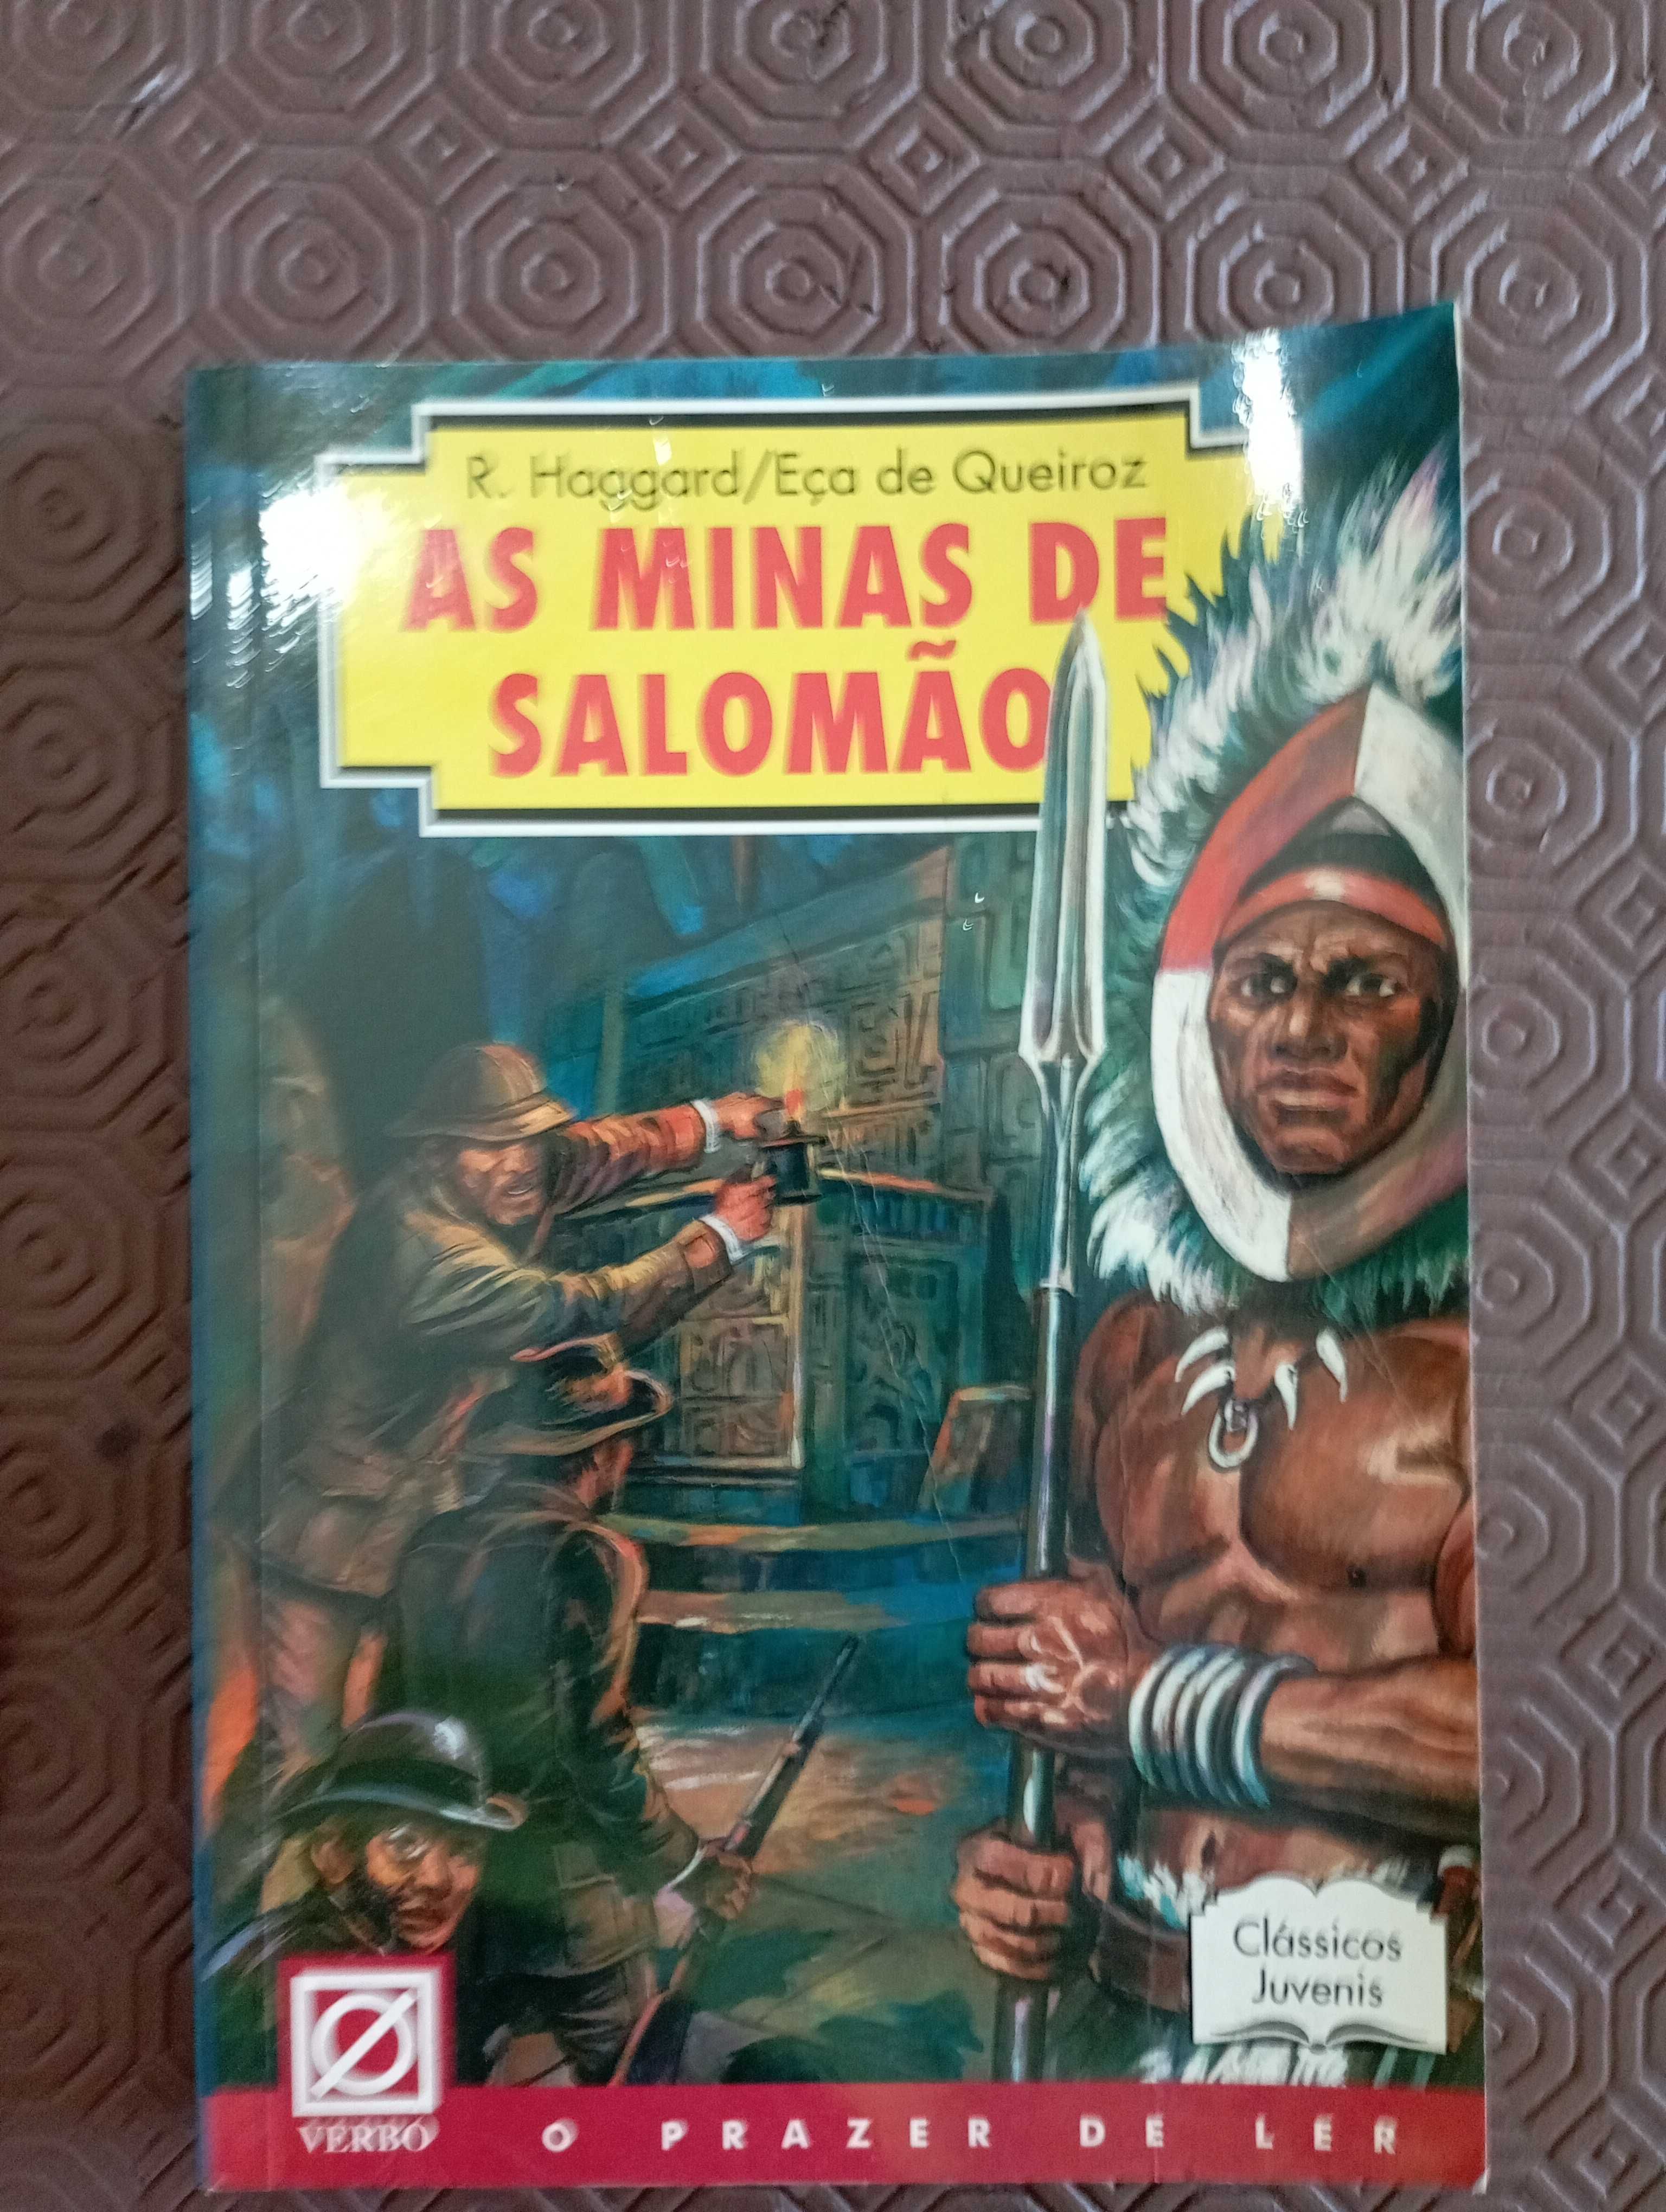 R. Haggard/Eça de Queiroz
AS MINAS DE
SALOMÃO
Clássicos
Juvenis
VERBO
O PRAZER DE LER